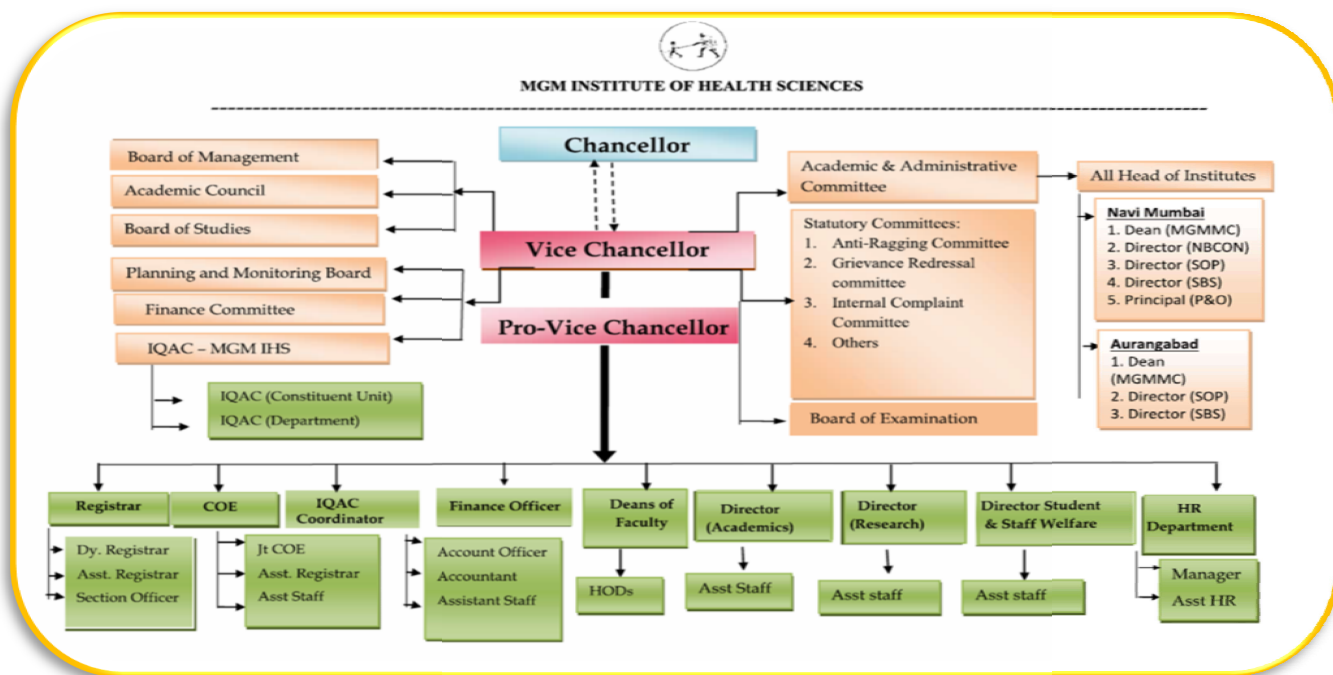 MGM INSTITUTE OF HEALTH SCIENCES
Chancellor
Board of Management
Academic Council
Board of Studies
Vice Chancellor
Planning and Monitoring Board
Finance Committee
IQAC – MGM IHS
IQAC (Constituent Unit)
IQAC (Department)
Pro-Vice Chancellor
Academic & Administrative
Committee
Statutory Committees:
1. Anti-Ragging Committee
2. Grievance Redressal
committee
3. Internal Complaint
Committee
4. Others
Board of Examination
All Head of Institutes
Navi Mumbai
1. Dean (MGMMC)
2. Director (NBCON)
3. Director (SOP)
4. Director (SBS)
5. Principal (P&O)
Aurangabad
1. Dean
(MGMMC)
2. Director (SOP)
3. Director (SBS)
Registrar
Dy. Registrar
Asst. Registrar
Section Officer
COE
Jt COE
Asst. Registrar
Asst Staff
IQAC
Coordinator
Finance Officer
Account Officer
Accountant
Assistant Staff
Deans of
Faculty
HODs
Director
(Academics)
Asst Staff
Director
(Research)
Asst staff
Director Student
& Staff Welfare
Asst staff
HR
Department
Manager
Asst HR